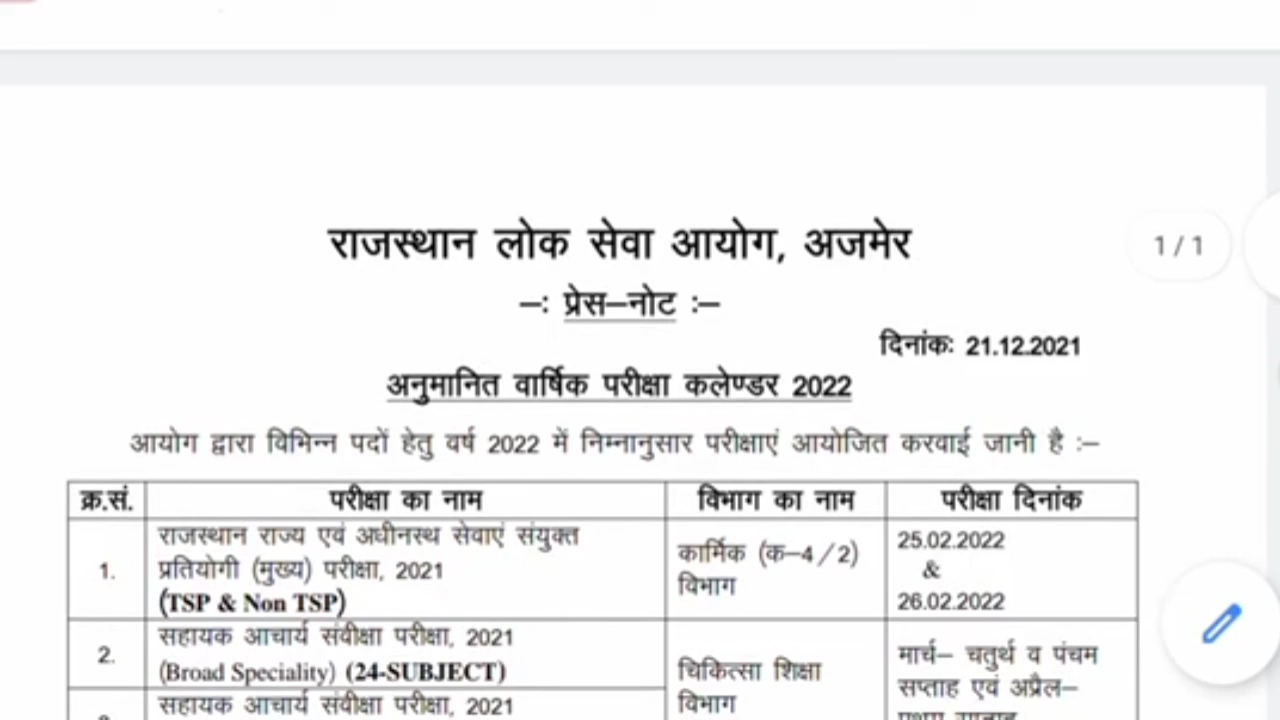 1 / 1
राजस्थान लोक सेवा आयोग, अजमेर
–: प्रेस–नोट :–
दिनांकः 21.12.2021
अनुमानित वार्षिक परीक्षा कलेण्डर 2022
आयोग द्वारा विभिन्न पदों हेतु वर्ष 2022 में निम्नानुसार परीक्षाएं आयोजित करवाई जानी है :–
क्र.सं. परीक्षा का नाम विभाग का नाम परीक्षा दिनांक
1.
राजस्थान राज्य एवं अधीनस्थ सेवाएं संयुक्त
प्रतियोगी (मुख्य) परीक्षा, 2021
(TSP & Non TSP)
कार्मिक (क–4 / 2)
विभाग
25.02.2022
&
26.02.2022
2.
सहायक आचार्य संवीक्षा परीक्षा, 2021
(Broad Speciality) (24-SUBJECT)
चिकित्सा शिक्षा
विभाग
मार्च– चतुर्थ व पंचम
सप्ताह एवं अप्रैल–
सहायक आचार्य संवीक्षा परीक्षा, 2021